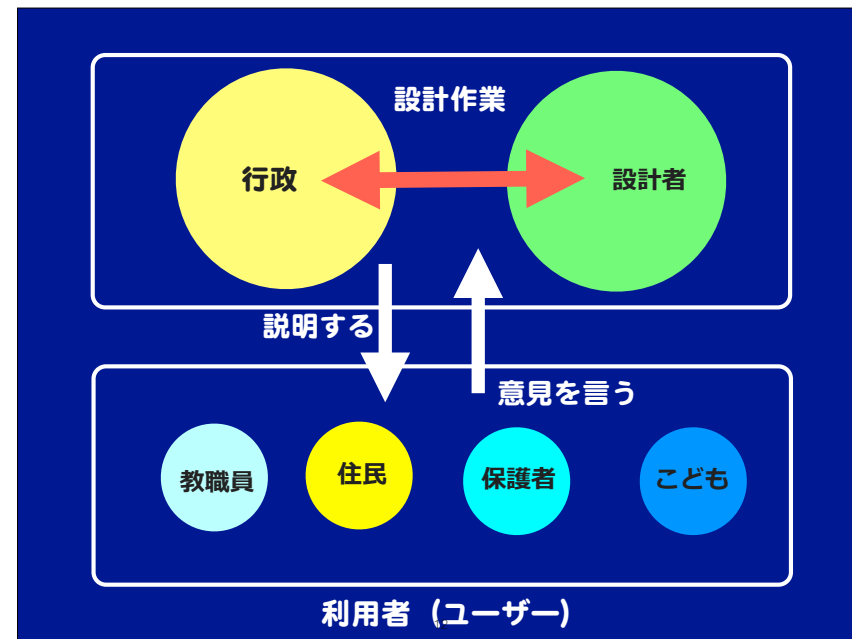 設計作業
行政
設計者
説明する
意見を言う
教職員
住民
保護者
こども
利用者（ユーザー）